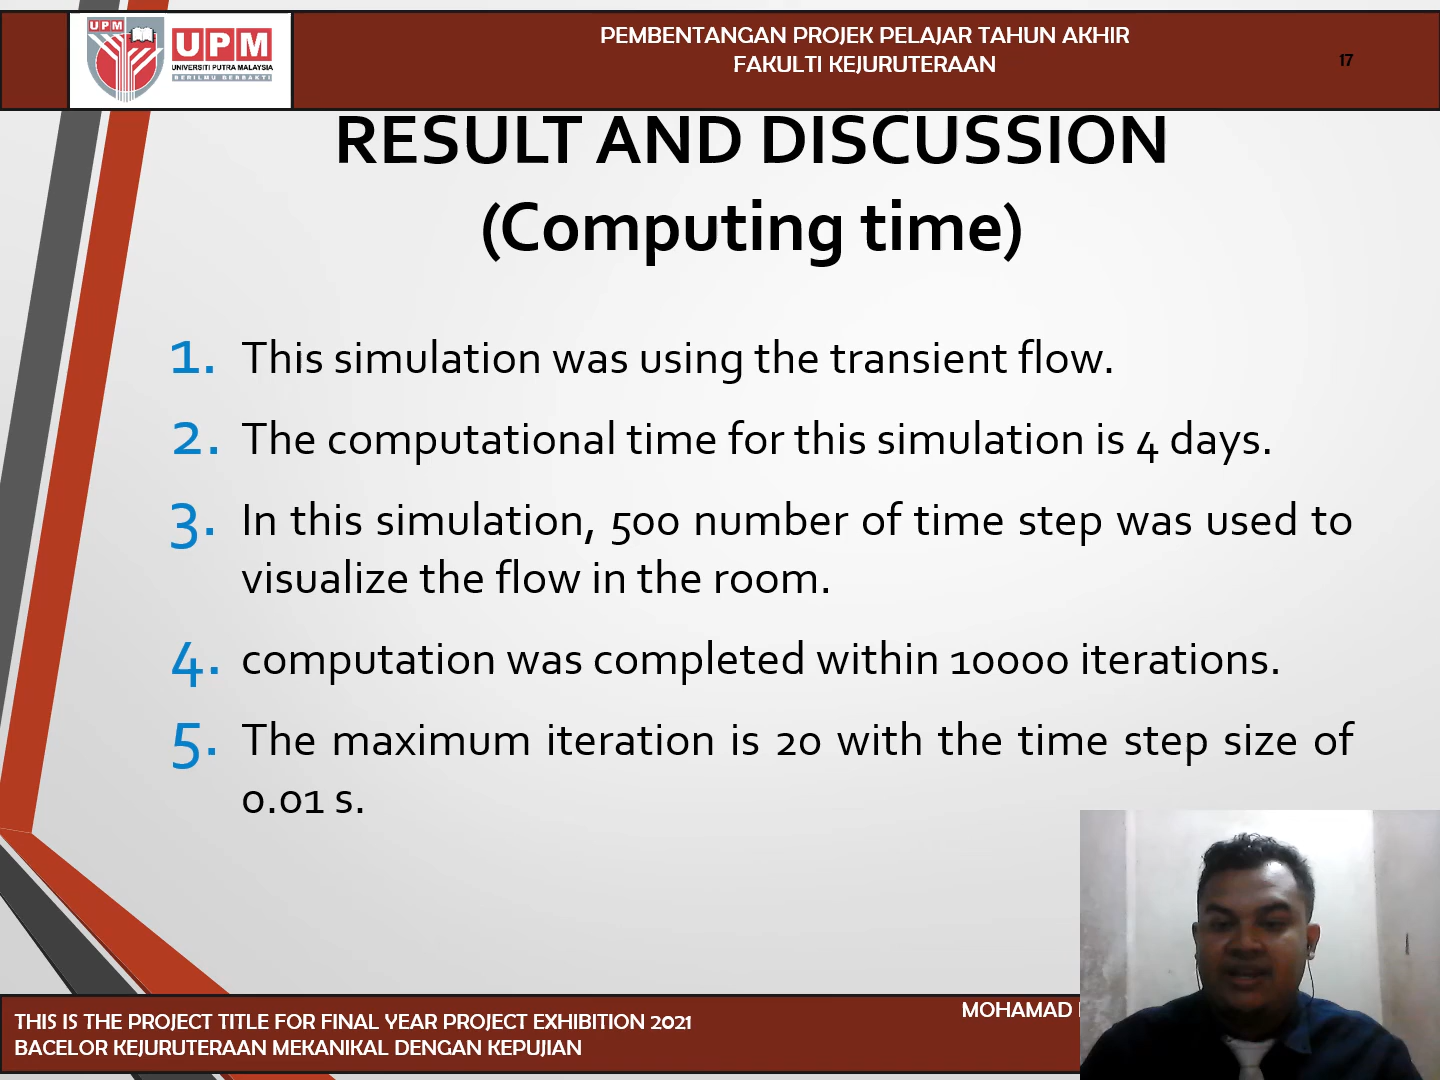 UPM
UPM
UNIVERSITI PUTRA MALAYSIA
BERILMU BERBAKTI
PEMBENTANGAN PROJEK PELAJAR TAHUN AKHIR
FAKULTI KEJURUTERAAN
17
RESULT AND DISCUSSION
(Computing time)
1. This simulation was using the transient flow.
2. The computational time for this simulation is 4 days.
3. In this simulation, 500 number of time step was used to
visualize the flow in the room.
4. computation was completed within 10000 iterations.
5. The maximum iteration is 20 with the time step size of
0.01 s.
MOHAMAD
THIS IS THE PROJECT TITLE FOR FINAL YEAR PROJECT EXHIBITION 2021
BACELOR KEJURUTERAAN MEKANIKAL DENGAN KEPUJIAN